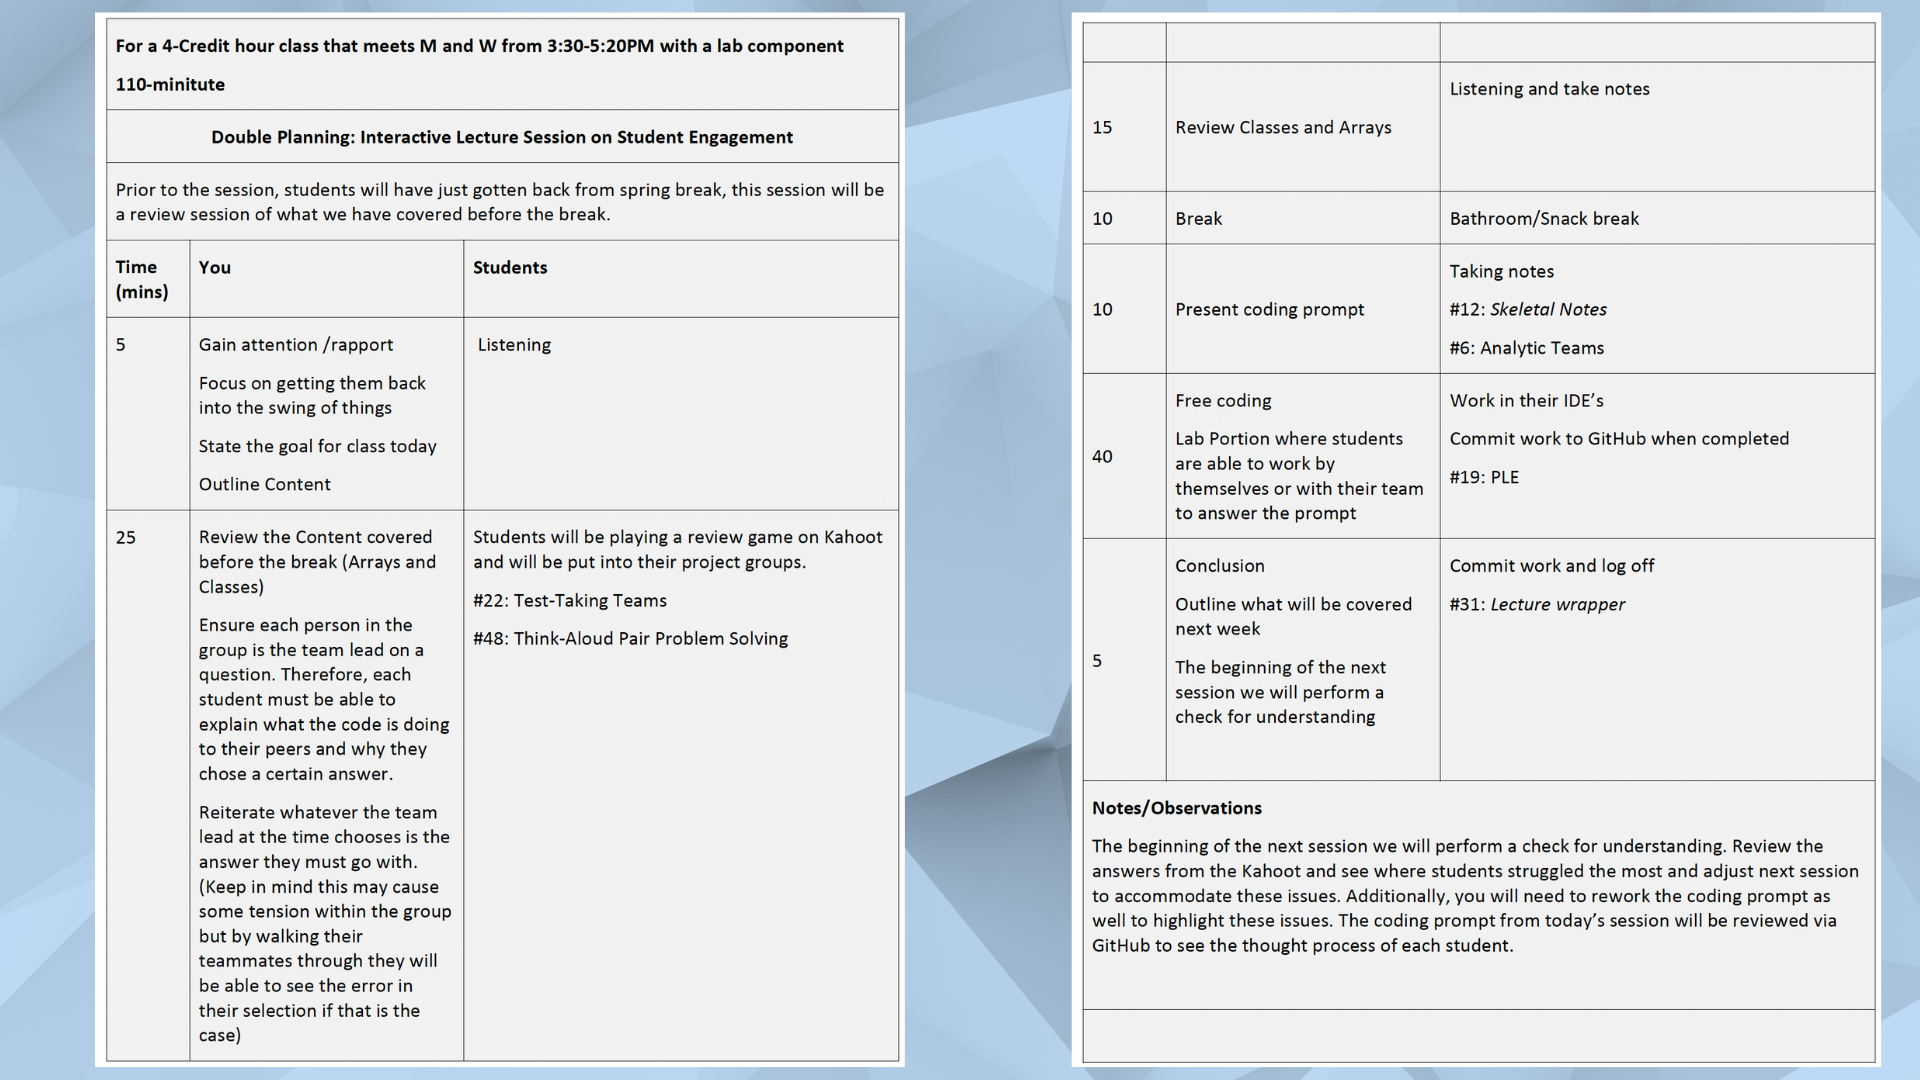 For a 4-Credit hour class that meets M and W from 3:30-5:20PM with a lab component
110-minitute
Double Planning: Interactive Lecture Session on Student Engagement
Prior to the session, students will have just gotten back from spring break, this session will be
a review session of what we have covered before the break.
Time
(mins)
You
Students
5
Gain attention /rapport
Focus on getting them back
into the swing of things
State the goal for class today
Outline Content
Listening
25
Review the Content covered
before the break (Arrays and
Classes)
Ensure each person in the
group is the team lead on a
question. Therefore, each
student must be able to
explain what the code is doing
to their peers and why they
chose a certain answer.
Reiterate whatever the team
lead at the time chooses is the
answer they must go with.
(Keep in mind this may cause
some tension within the group
but by walking their
teammates through they will
be able to see the error in
their selection if that is the
case)
Students will be playing a review game on Kahoot
and will be put into their project groups.
#22: Test-Taking Teams
#48: Think-Aloud Pair Problem Solving
15
Review Classes and Arrays
Listening and take notes
10
Break
Bathroom/Snack break
10
Present coding prompt
Taking notes
#12: Skeletal Notes
#6: Analytic Teams
40
Free coding
Lab Portion where students
are able to work by
themselves or with their team
to answer the prompt
Work in their IDE’s
Commit work to GitHub when completed
#19: PLE
5
Conclusion
Outline what will be covered
next week
The beginning of the next
session we will perform a
check for understanding
Commit work and log off
#31: Lecture wrapper
Notes/Observations
The beginning of the next session we will perform a check for understanding. Review the
answers from the Kahoot and see where students struggled the most and adjust next session
to accommodate these issues. Additionally, you will need to rework the coding prompt as
well to highlight these issues. The coding prompt from today’s session will be reviewed via
GitHub to see the thought process of each student.